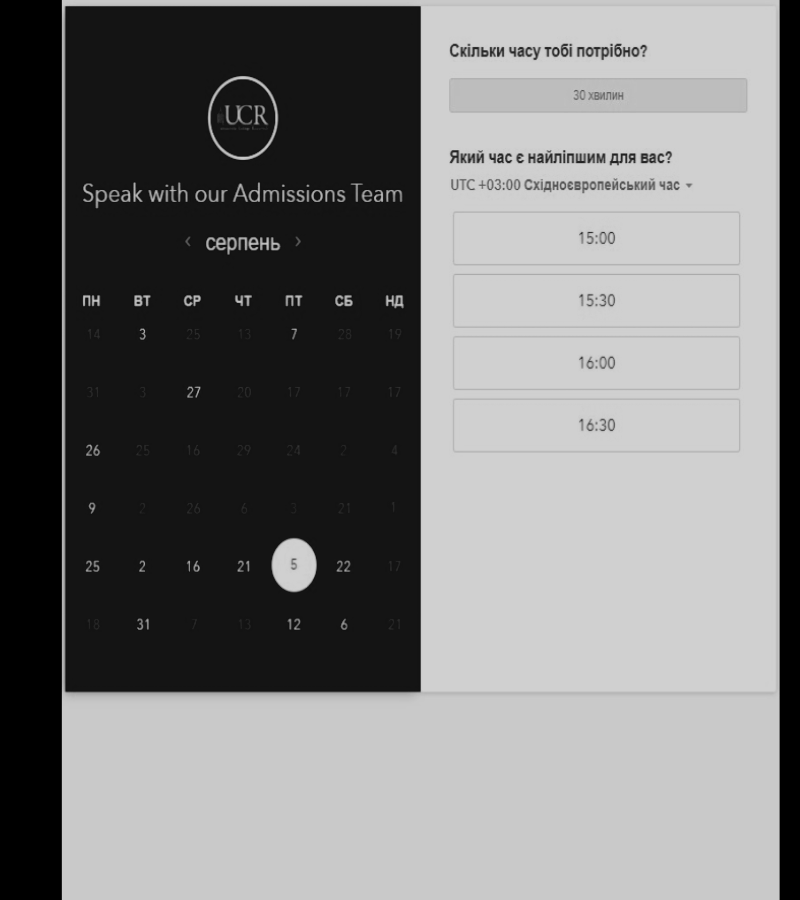 UCR
Speak with our Admissions Team
‹ серпень ›
ПН ВТ СР ЧТ ПТ СБ НД
14 3 25 13 7 28 19
31 3 27 20 17 17 17
26 25 16 29 24 2 4
9 2 26 6 3 21 1
25 2 16 21 5 22 17
18 31 7 13 12 6 21
Скільки часу тобі потрібно?
30 хвилин
Який час є найліпшим для вас?
UTC +03:00 Східноєвропейський час
15:00
15:30
16:00
16:30